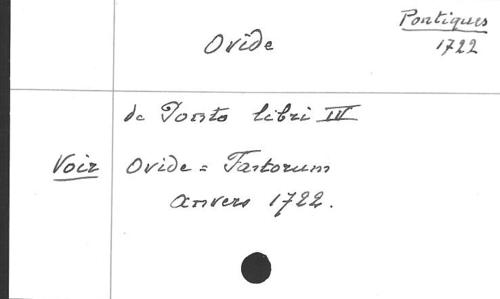 Pontiques
Ovide
1722
de Ponto libri IV
Voir Ovide = Fastorum
Anvers 1722.